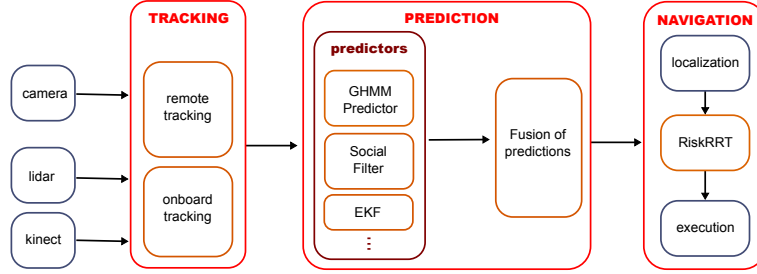 TRACKING
PREDICTION
NAVIGATION
camera
lidar
kinect
remote
tracking
onboard
tracking
predictors
GHMM
Predictor
Social
Filter
EKF
...
Fusion of
predictions
localization
RiskRRT
execution